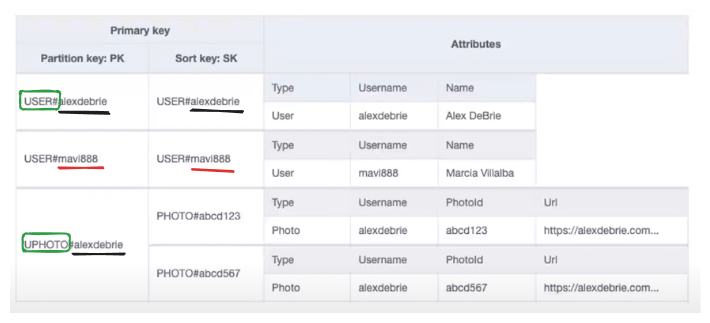 Primary key
Attributes
Partition key: PK Sort key: SK
Type Username Name
USER#alexdebrie USER#alexdebrie
User alexdebrie Alex DeBrie
Type Username Name
USER#mavi888 USER#mavi888
User mavi888 Marcia Villalba
Type Username PhotoId Url
PHOTO#abcd123
Photo alexdebrie abcd123 https://alexdebrie.com...
UPHOTO#alexdebrie
Type Username PhotoId Url
PHOTO#abcd567
Photo alexdebrie abcd567 https://alexdebrie.com...